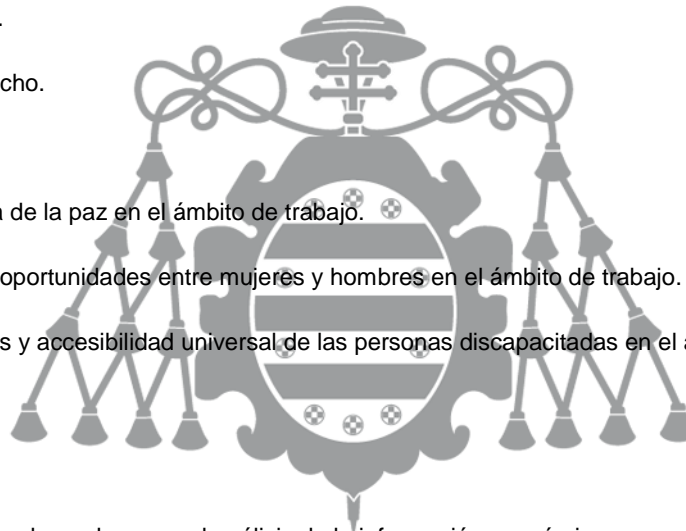 .
cho.
a de la paz en el ámbito de trabajo.
oportunidades entre mujeres y hombres en el ámbito de trabajo.
s y accesibilidad universal de las personas discapacitadas en el a